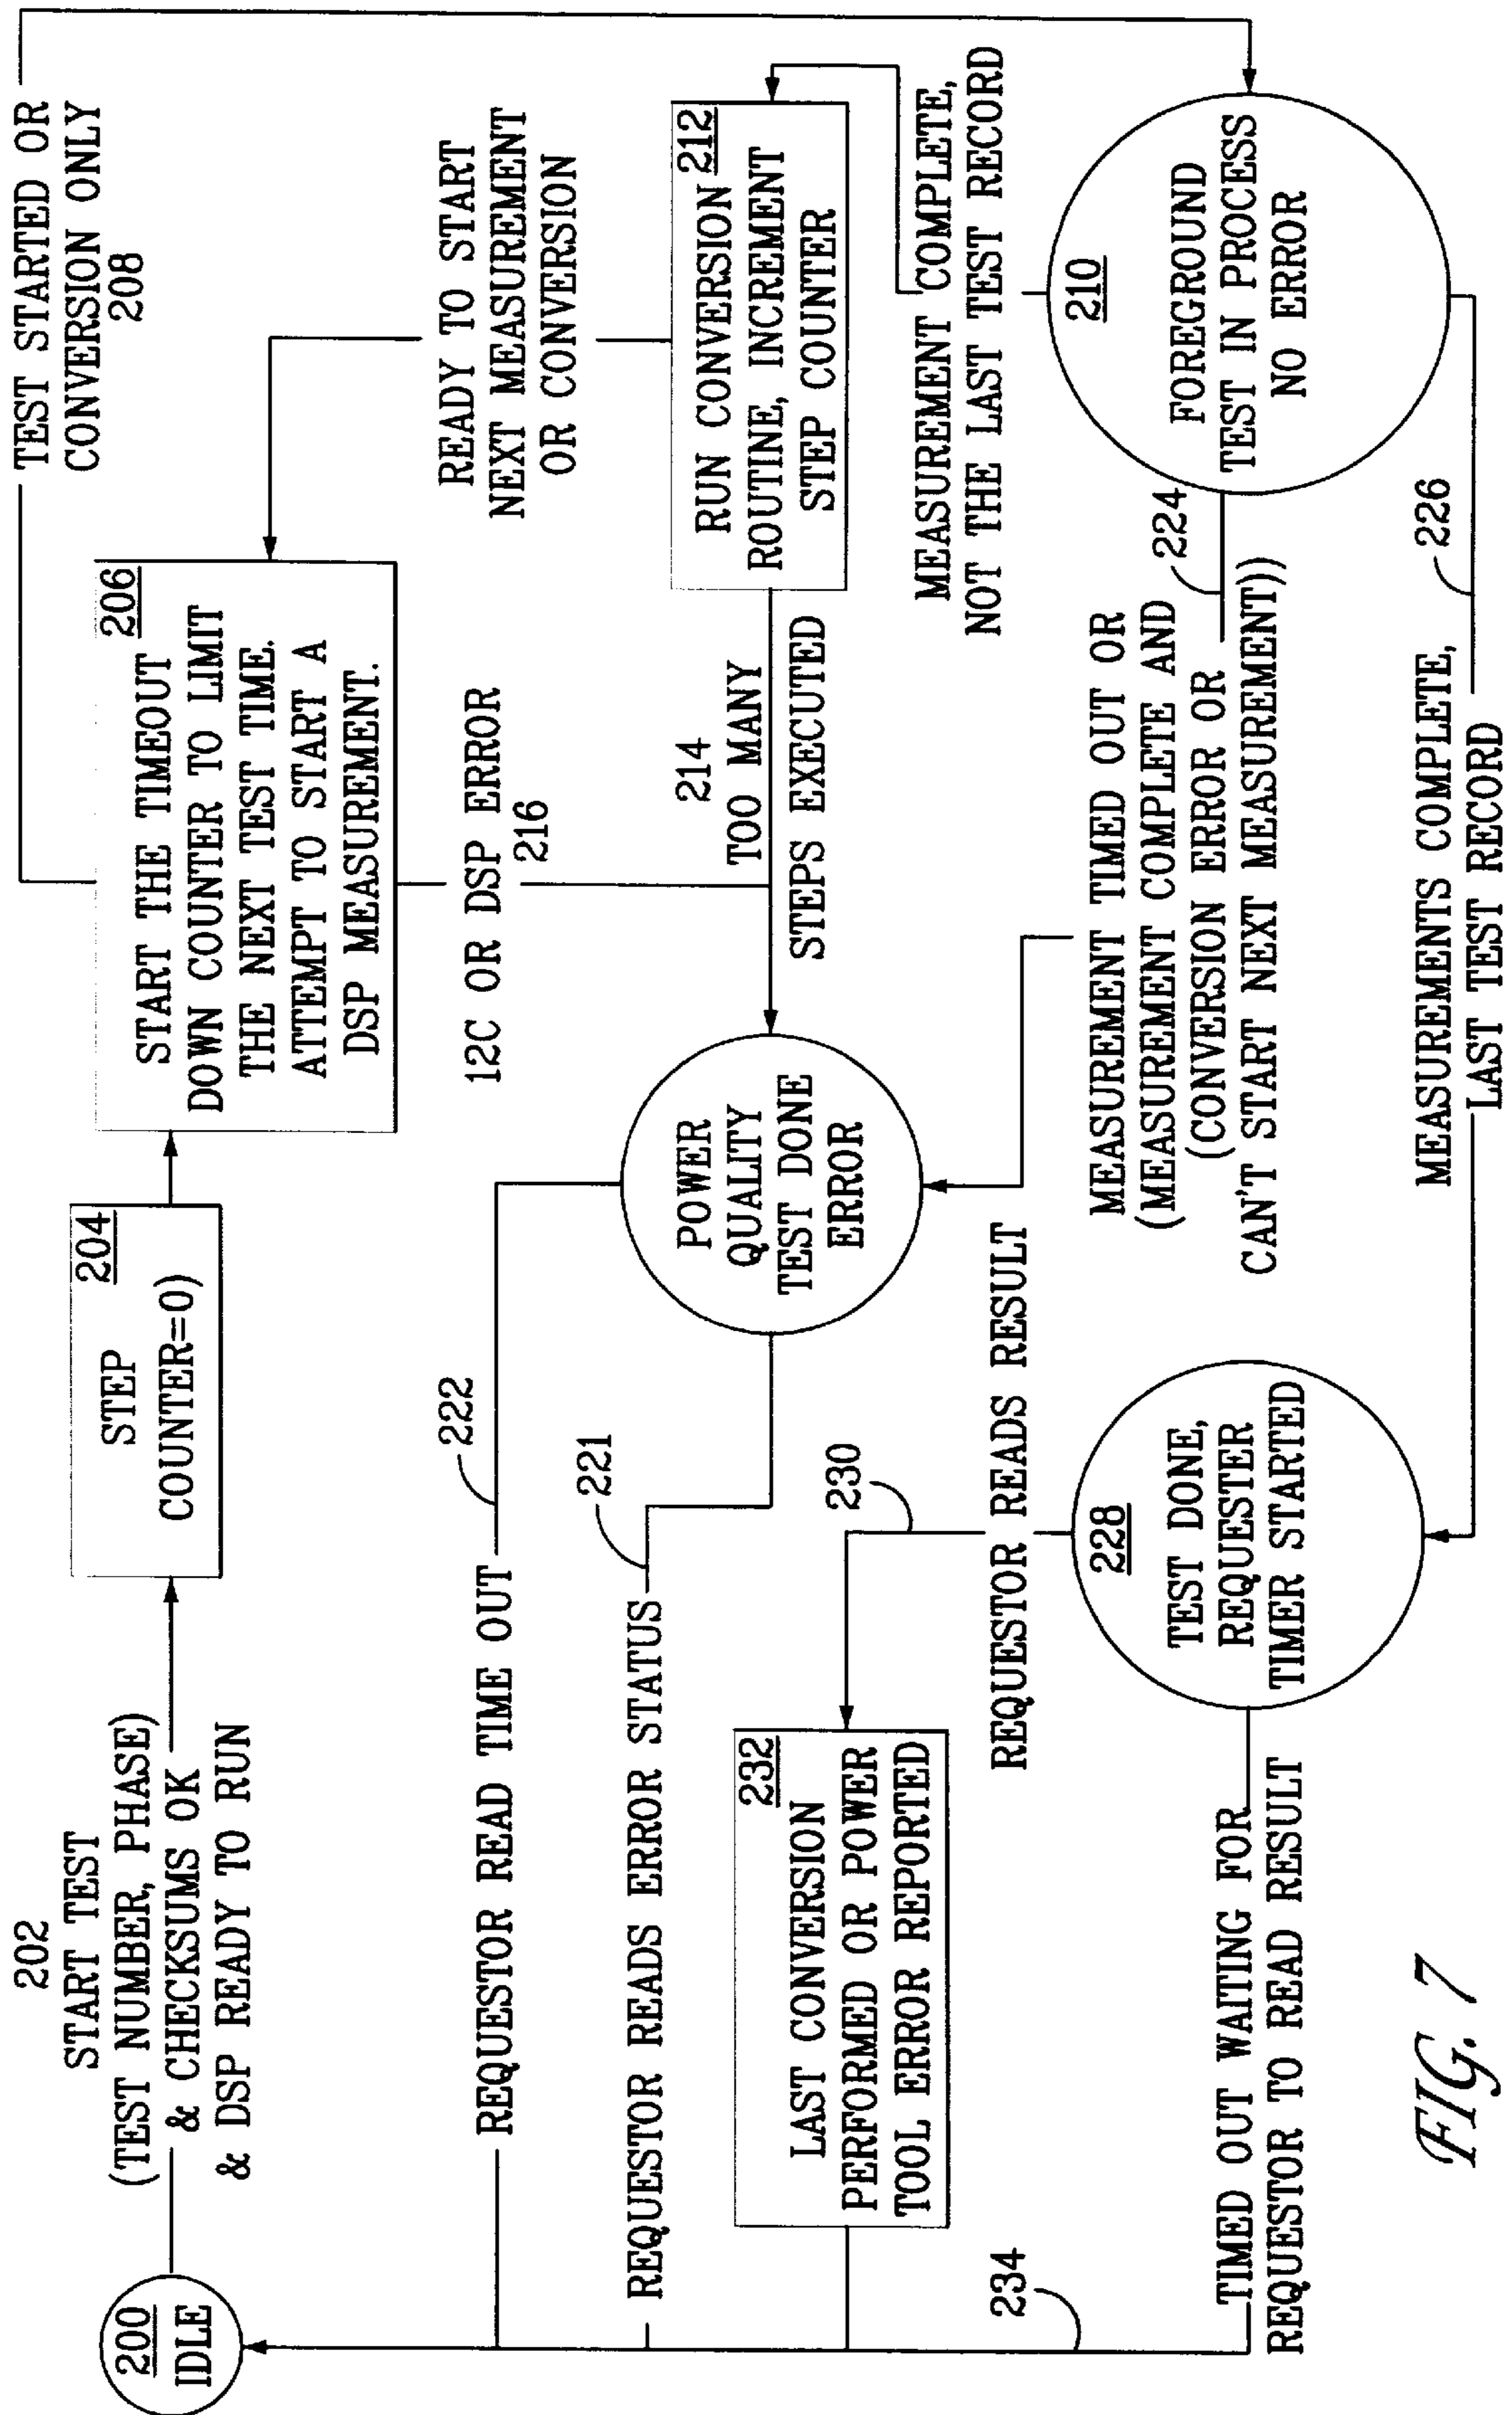 202
START TEST
(TEST NUMBER, PHASE)
& CHECKSUMS OK
& DSP READY TO RUN
200
IDLE
204
STEP
COUNTER=0)
206
START THE TIMEOUT
DOWN COUNTER TO LIMIT
THE NEXT TEST TIME.
ATTEMPT TO START A
DSP MEASUREMENT.
TEST STARTED OR
CONVERSION ONLY
208
READY TO START
NEXT MEASUREMENT
OR CONVERSION
12C OR DSP ERROR
216
212
RUN CONVERSION
ROUTINE, INCREMENT
STEP COUNTER
214
TOO MANY
STEPS EXECUTED
MEASUREMENT COMPLETE,
NOT THE LAST TEST RECORD
222
REQUESTOR READ TIME OUT
221
REQUESTOR READS ERROR STATUS
POWER
QUALITY
TEST DONE
ERROR
210
FOREGROUND
TEST IN PROCESS
NO ERROR
224
MEASUREMENT TIMED OUT OR
(MEASUREMENT COMPLETE AND
(CONVERSION ERROR OR
CAN'T START NEXT MEASUREMENT))
226
MEASUREMENTS COMPLETE,
LAST TEST RECORD
230
REQUESTOR READS RESULT
228
TEST DONE,
REQUESTER
TIMER STARTED
232
LAST CONVERSION
PERFORMED OR POWER
TOOL ERROR REPORTED
234
TIMED OUT WAITING FOR
REQUESTOR TO READ RESULT
FIG. 7